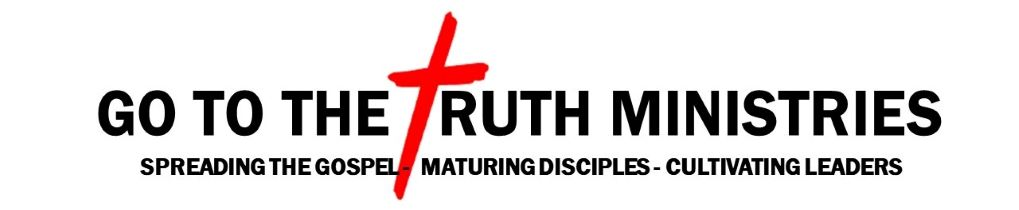 GO TO THE TRUTH MINISTRIES
SPREADING THE GOSPEL - MATURING DISCIPLES - CULTIVATING LEADERS